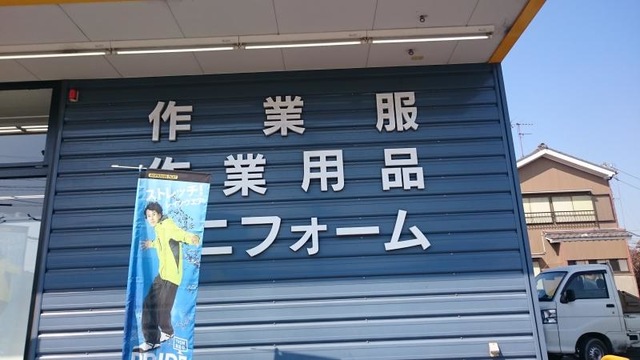 作業服
作業用品
ニフォーム
ストレッチ!